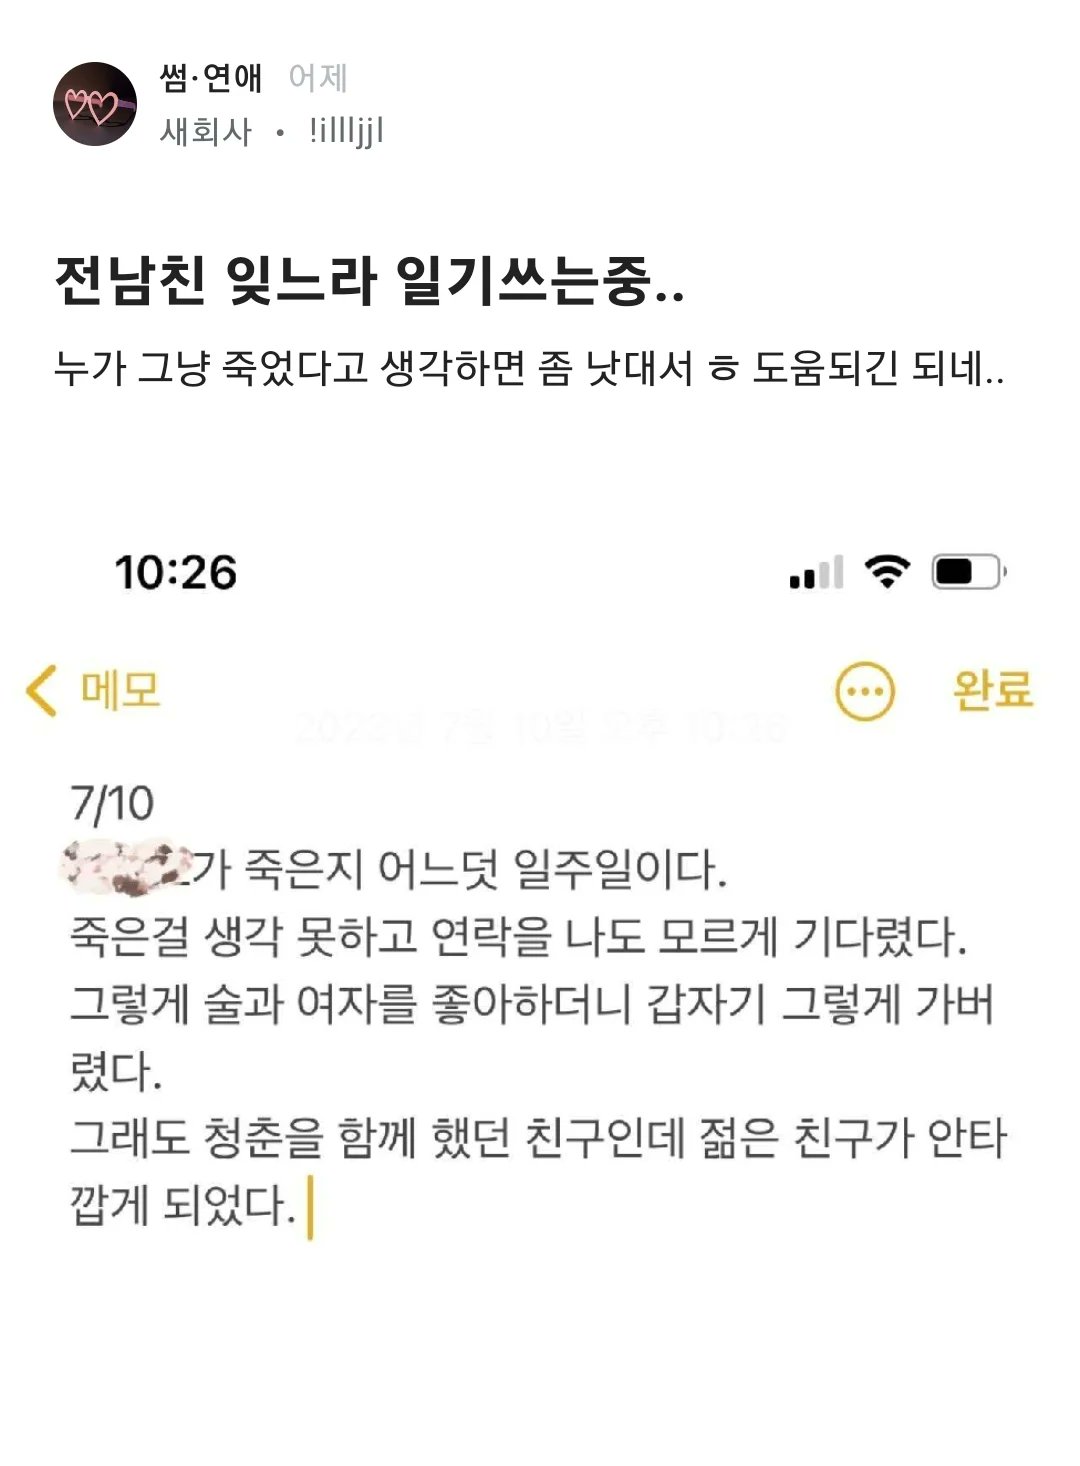 썸·연애 어제
새회사 • !illljjl
전남친 잊느라 일기쓰는중..
누가 그냥 죽었다고 생각하면 좀 낫대서 ㅎ 도움되긴 되네..
10:26
메모 완료
7/10
가 죽은지 어느덧 일주일이다.
죽은걸 생각 못하고 연락을 나도 모르게 기다렸다.
그렇게 술과 여자를 좋아하더니 갑자기 그렇게 가버
렸다.
그래도 청춘을 함께 했던 친구인데 젊은 친구가 안타
깝게 되었다.